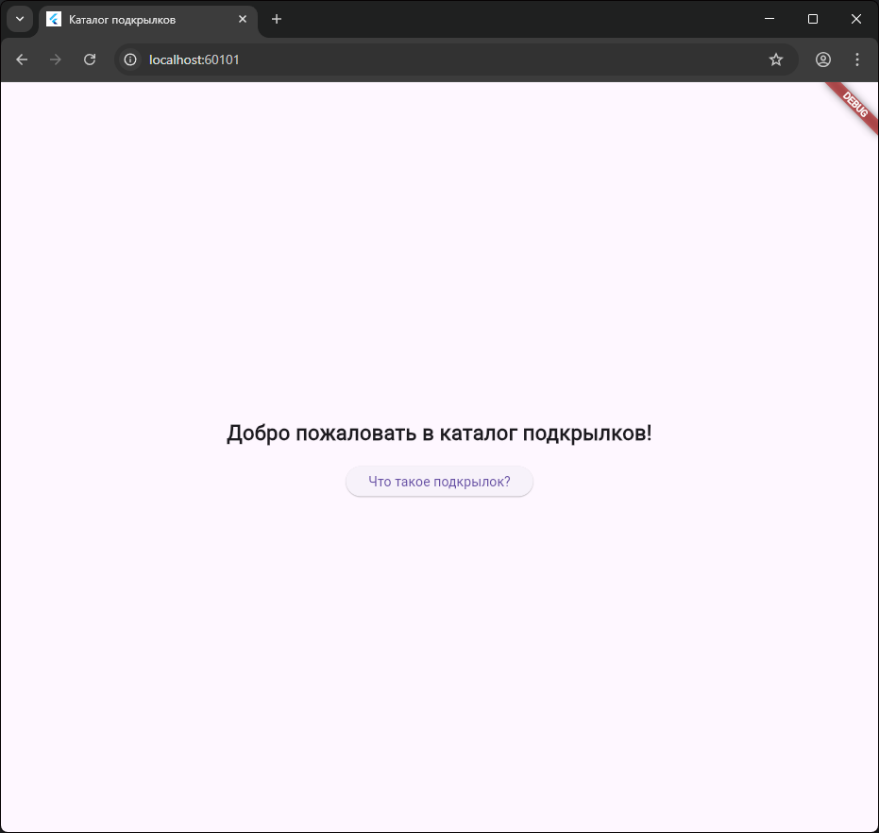 Каталог подкрылков
localhost:60101
DEBUG
Добро пожаловать в каталог подкрылков!
Что такое подкрылок?